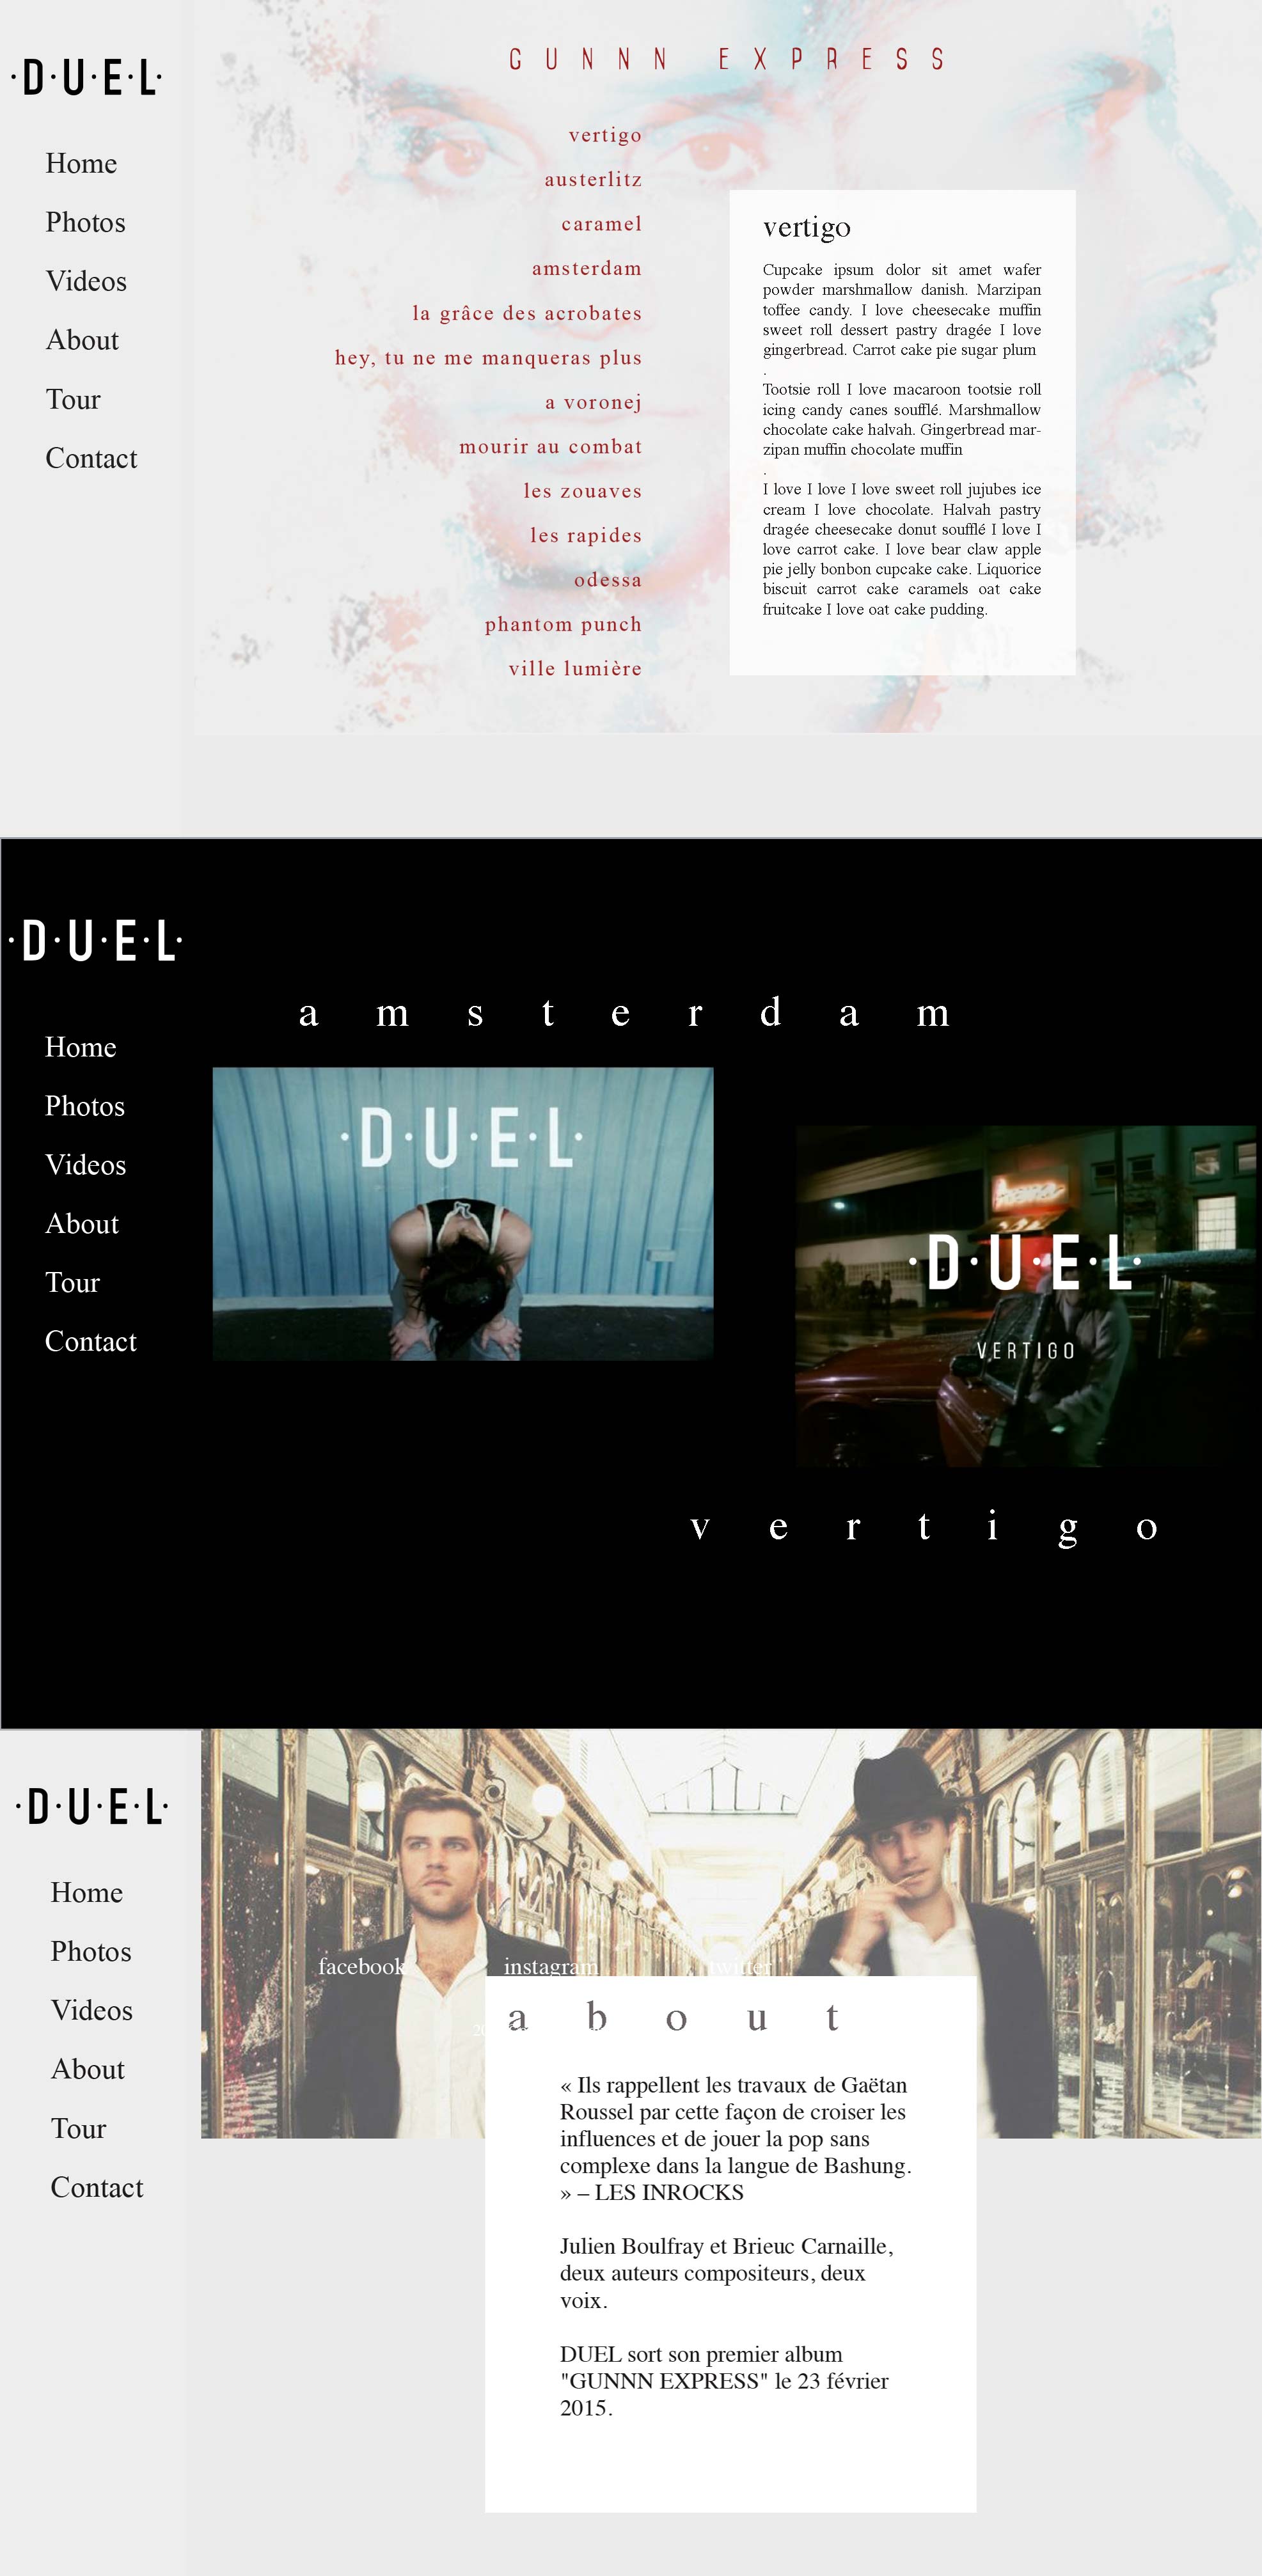 ·D·U·E·L·
Home
Photos
Videos
About
Tour
Contact
GUNNN EXPRESS
vertigo
austerlitz
caramel
amsterdam
la grâce des acrobates
hey, tu ne me manqueras plus
a voronej
mourir au combat
les zouaves
les rapides
odessa
phantom punch
ville lumière
vertigo
Cupcake ipsum dolor sit amet wafer
powder marshmallow danish. Marzipan
toffee candy. I love cheesecake muffin
sweet roll dessert pastry dragée I love
gingerbread. Carrot cake pie sugar plum
.
Tootsie roll I love macaroon tootsie roll
icing candy canes soufflé. Marshmallow
chocolate cake halvah. Gingerbread mar-
zipan muffin chocolate muffin
.
I love I love I love sweet roll jujubes ice
cream I love chocolate. Halvah pastry
dragée cheesecake donut soufflé I love I
love carrot cake. I love bear claw apple
pie jelly bonbon cupcake cake. Liquorice
biscuit carrot cake caramels oat cake
fruitcake I love oat cake pudding.
·D·U·E·L·
Home
Photos
Videos
About
Tour
Contact
amsterdam
·D·U·E·L·
·D·U·E·L·
VERTIGO
vertigo
·D·U·E·L·
Home
Photos
Videos
About
Tour
Contact
facebook instagram twitter
about
« Ils rappellent les travaux de Gaëtan
Roussel par cette façon de croiser les
influences et de jouer la pop sans
complexe dans la langue de Bashung.
» – LES INROCKS
Julien Boulfray et Brieuc Carnaille,
deux auteurs compositeurs, deux
voix.
DUEL sort son premier album
"GUNNN EXPRESS" le 23 février
2015.